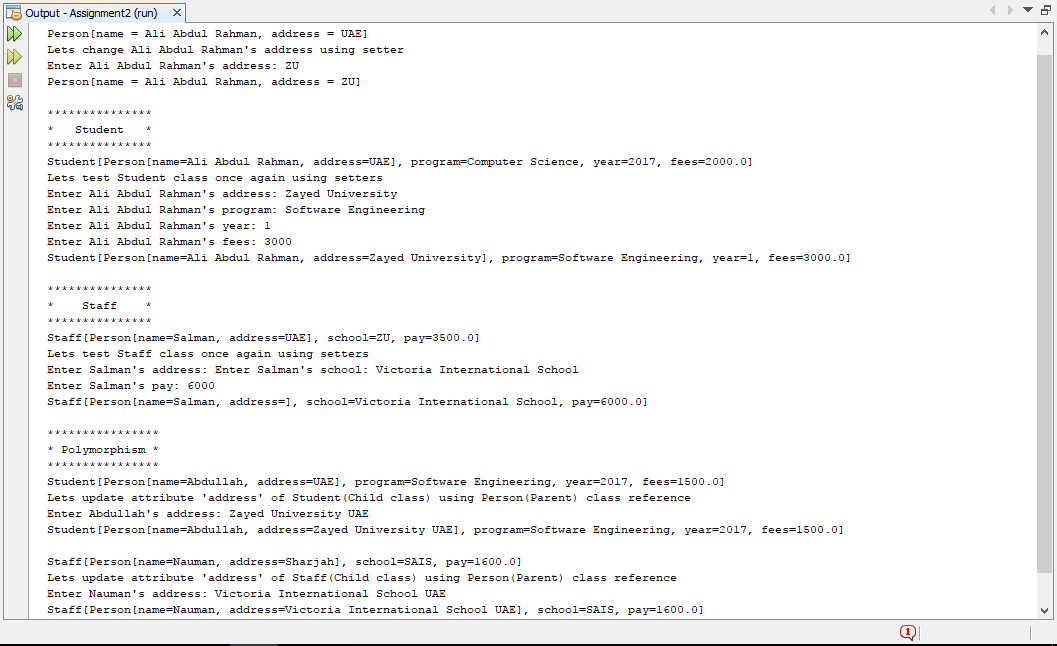 Output - Assignment2 (run)
Person[name = Ali Abdul Rahman, address = UAE]
Lets change Ali Abdul Rahman's address using setter
Enter Ali Abdul Rahman's address: ZU
Person[name = Ali Abdul Rahman, address = ZU]
***************
*   Student   *
***************
Student[Person[name=Ali Abdul Rahman, address=UAE], program=Computer Science, year=2017, fees=2000.0]
Lets test Student class once again using setters
Enter Ali Abdul Rahman's address: Zayed University
Enter Ali Abdul Rahman's program: Software Engineering
Enter Ali Abdul Rahman's year: 1
Enter Ali Abdul Rahman's fees: 3000
Student[Person[name=Ali Abdul Rahman, address=Zayed University], program=Software Engineering, year=1, fees=3000.0]
***************
*    Staff    *
***************
Staff[Person[name=Salman, address=UAE], school=ZU, pay=3500.0]
Lets test Staff class once again using setters
Enter Salman's address: Enter Salman's school: Victoria International School
Enter Salman's pay: 6000
Staff[Person[name=Salman, address=], school=Victoria International School, pay=6000.0]
****************
* Polymorphism *
****************
Student[Person[name=Abdullah, address=UAE], program=Software Engineering, year=2017, fees=1500.0]
Lets update attribute 'address' of Student(Child class) using Person(Parent) class reference
Enter Abdullah's address: Zayed University UAE
Student[Person[name=Abdullah, address=Zayed University UAE], program=Software Engineering, year=2017, fees=1500.0]
Staff[Person[name=Nauman, address=Sharjah], school=SAIS, pay=1600.0]
Lets update attribute 'address' of Staff(Child class) using Person(Parent) class reference
Enter Nauman's address: Victoria International School UAE
Staff[Person[name=Nauman, address=Victoria International School UAE], school=SAIS, pay=1600.0]
1